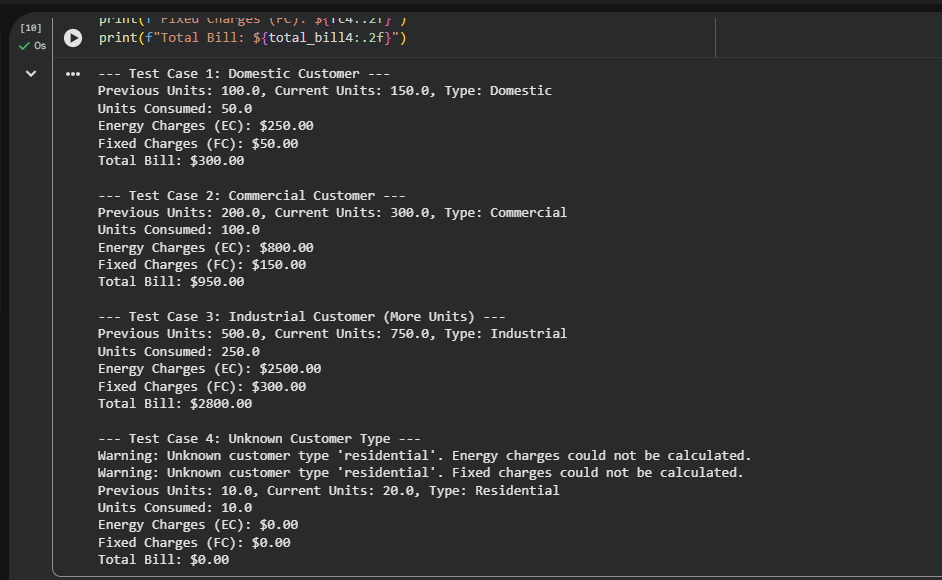 [10]
print(f"Fixed Charges (FC): ${fc4:.2f}")
0s
print(f"Total Bill: ${total_bill4:.2f}")
--- Test Case 1: Domestic Customer ---
Previous Units: 100.0, Current Units: 150.0, Type: Domestic
Units Consumed: 50.0
Energy Charges (EC): $250.00
Fixed Charges (FC): $50.00
Total Bill: $300.00
--- Test Case 2: Commercial Customer ---
Previous Units: 200.0, Current Units: 300.0, Type: Commercial
Units Consumed: 100.0
Energy Charges (EC): $800.00
Fixed Charges (FC): $150.00
Total Bill: $950.00
--- Test Case 3: Industrial Customer (More Units) ---
Previous Units: 500.0, Current Units: 750.0, Type: Industrial
Units Consumed: 250.0
Energy Charges (EC): $2500.00
Fixed Charges (FC): $300.00
Total Bill: $2800.00
--- Test Case 4: Unknown Customer Type ---
Warning: Unknown customer type 'residential'. Energy charges could not be calculated.
Warning: Unknown customer type 'residential'. Fixed charges could not be calculated.
Previous Units: 10.0, Current Units: 20.0, Type: Residential
Units Consumed: 10.0
Energy Charges (EC): $0.00
Fixed Charges (FC): $0.00
Total Bill: $0.00